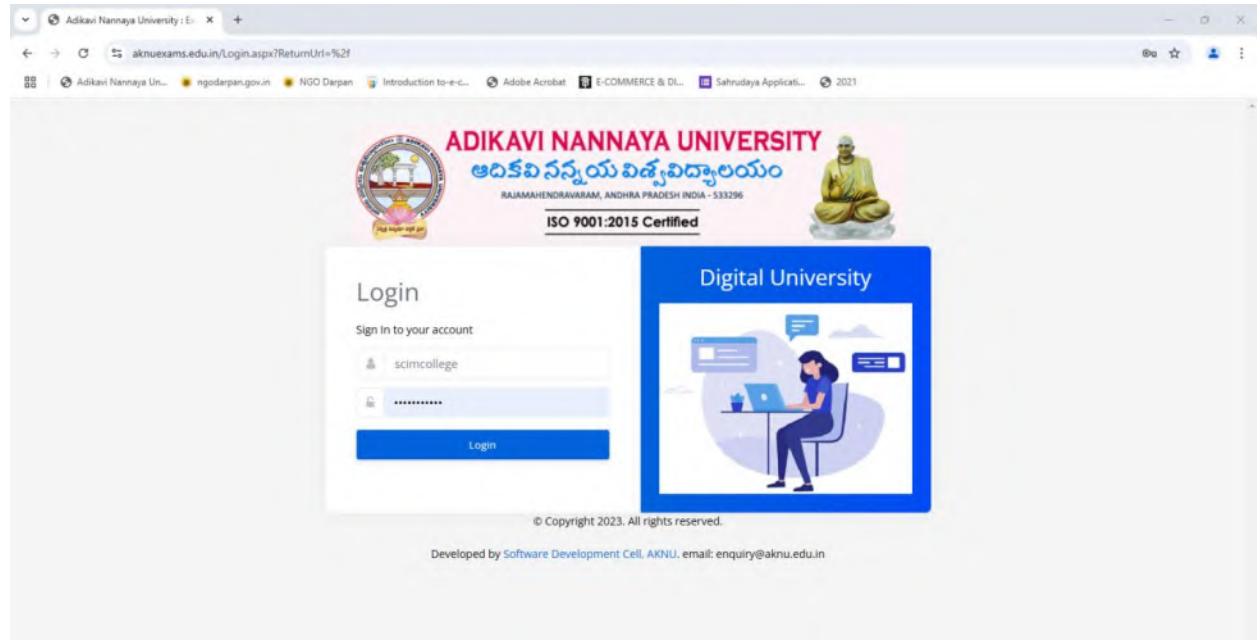 Adikavi Nannaya University : E
aknuexams.edu.in/Login.aspx?ReturnUrl=%2f
Adikavi Nannaya Un... ngodarpan.gov.in NGO Darpan Introduction to-e-c... Adobe Acrobat E-COMMERCE & DI... Sahrudaya Applicati... 2021
ADIKAVI NANNAYA UNIVERSITY
ఆదికవి నన్నయ విశ్వవిద్యాలయం
RAJAMAHENDRAVARAM, ANDHRA PRADESH INDIA - 533296
ISO 9001:2015 Certified
Login
Sign In to your account
scimcollege
•••••••••••
Login
Digital University
© Copyright 2023. All rights reserved.
Developed by Software Development Cell, AKNU. email: enquiry@aknu.edu.in